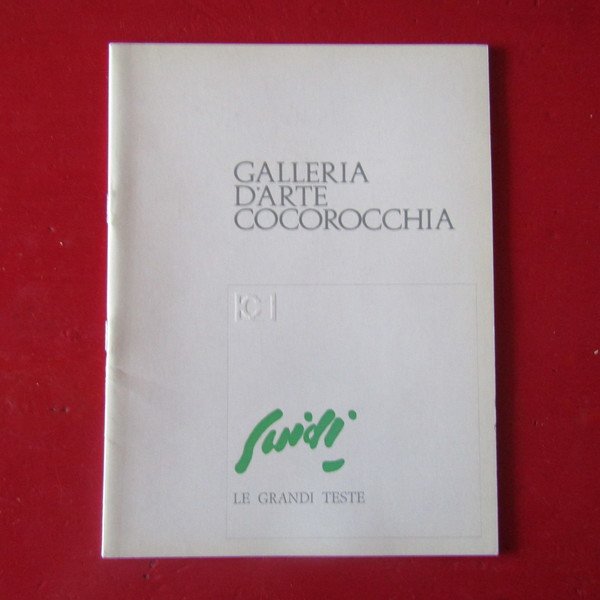 GALLERIA
D'ARTE
COCOROCCHIA
Guidi
LE GRANDI TESTE